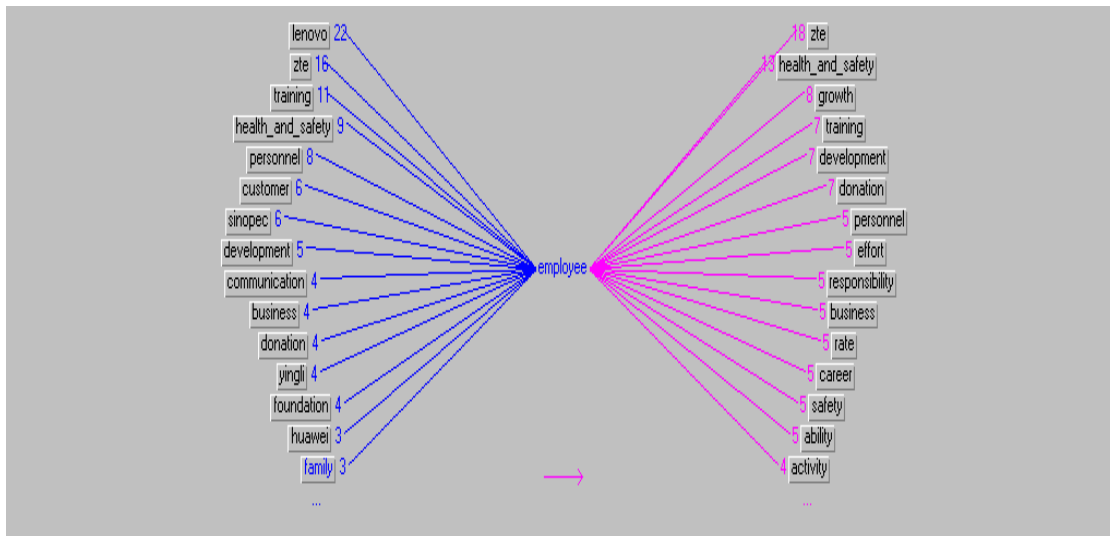 lenovo 22 18 zte
zte 16 13 health_and_safety
training 11 8 growth
health_and_safety 9 7 training
personnel 8 7 development
customer 6 7 donation
sinopec 6 5 personnel
development 5 5 effort
employee
communication 4 5 responsibility
business 4 5 business
donation 4 5 rate
yingli 4 5 career
foundation 4 5 safety
huawei 3 5 ability
family 3 4 activity
... ...